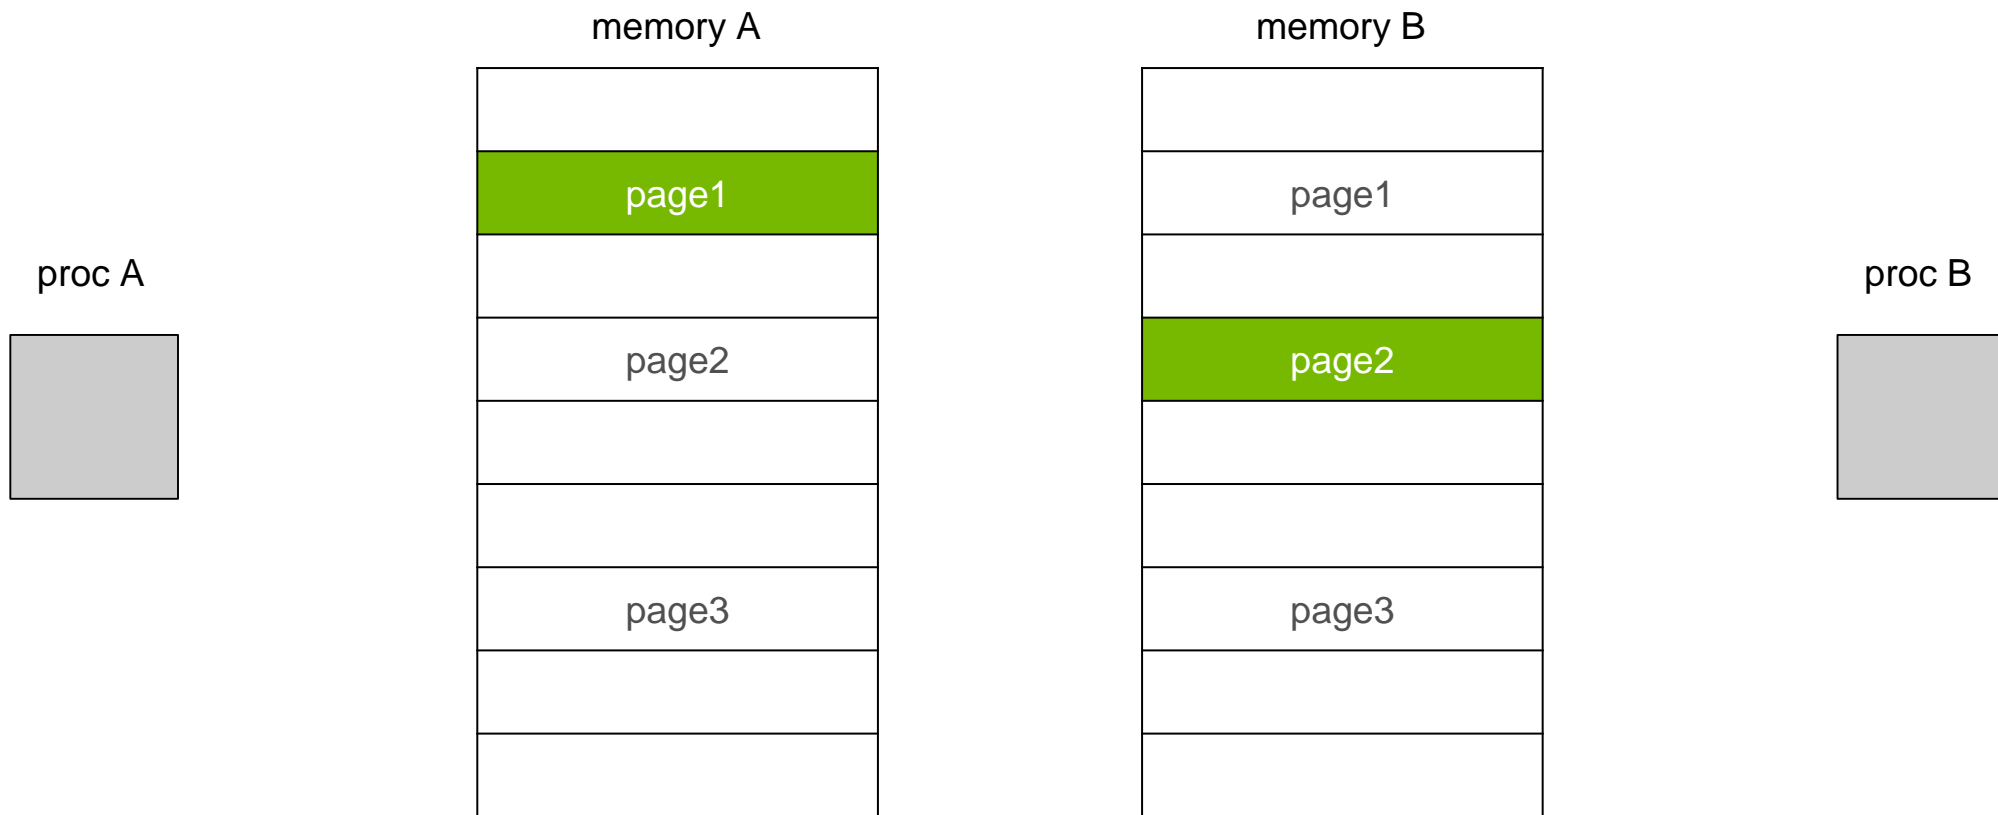 memory A
memory B
page1
page1
proc A
proc B
page2
page2
page3
page3